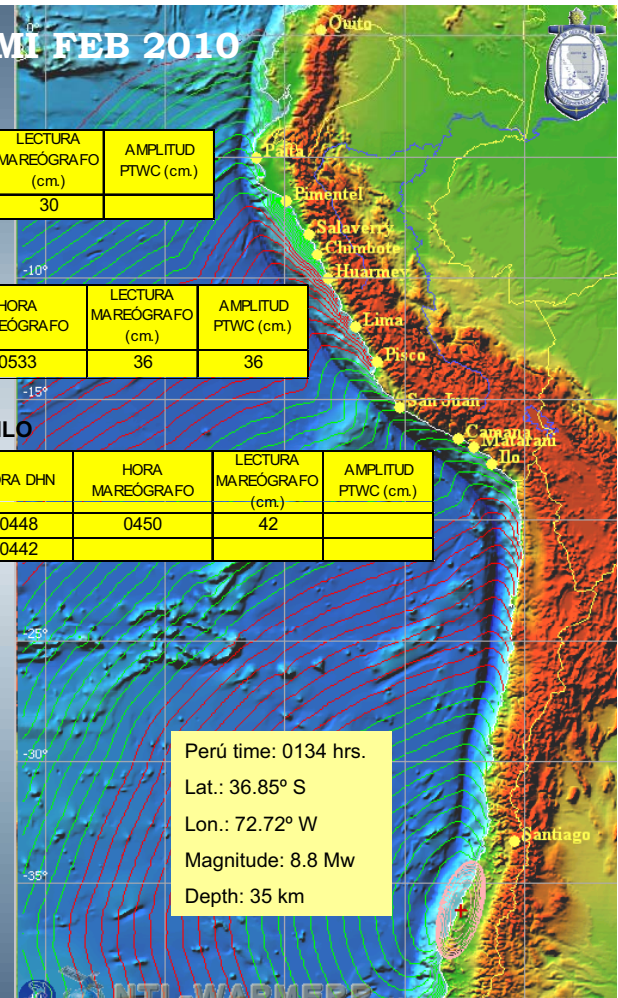 MI FEB 2010
Quito
LECTURA
MAREÓGRAFO
(cm.)
AMPLITUD
PTWC (cm.)
30
Paita
Pimentel
Salaverry
Chimbote
Huarmey
-10°
HORA
LECTURA
MAREÓGRAFO
(cm.)
AMPLITUD
PTWC (cm.)
0533
36
36
Lima
Pisco
-15°
San Juan
Camana
Matarani
Ilo
ILO
HORA
MAREÓGRAFO
LECTURA
MAREÓGRAFO
(cm.)
AMPLITUD
PTWC (cm.)
DHN
0448
0450
42
0442
-25°
-30°
Perú time: 0134 hrs.
Lat.: 36.85º S
Lon.: 72.72º W
Magnitude: 8.8 Mw
Depth: 35 km
Santiago
-35°